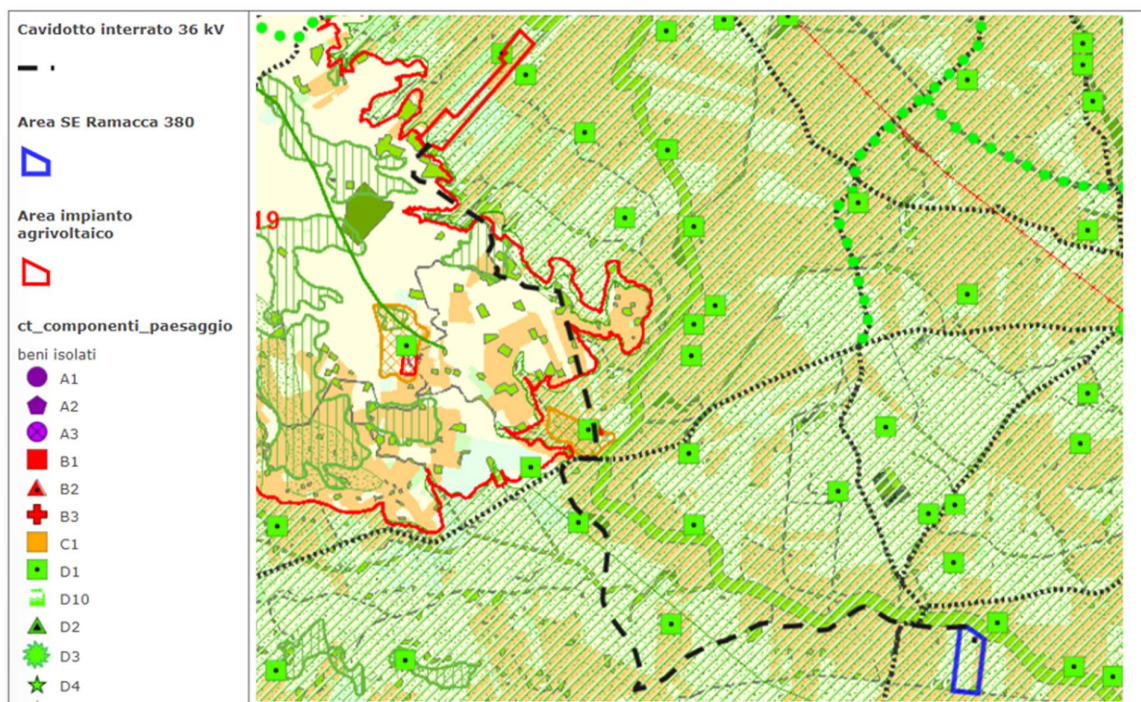 Cavidotto interrato 36 kV
Area SE Ramacca 380
Area impianto
agrivoltaico
ct_componenti_paesaggio
beni isolati
A1
A2
A3
B1
B2
B3
C1
D1
D10
D2
D3
D4
19